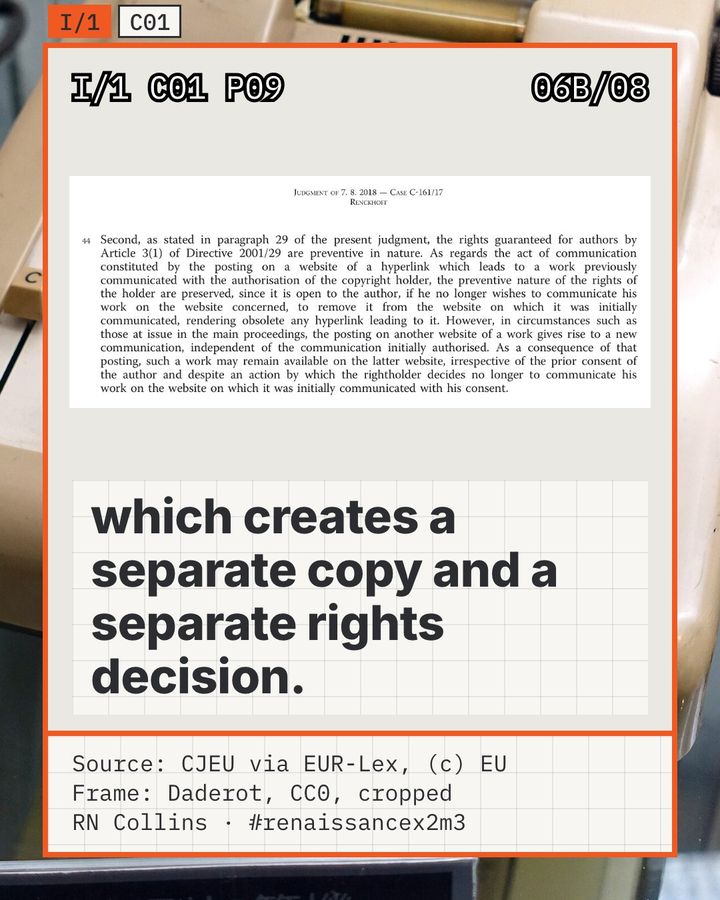 I/1 C01
I/1 C01 P09 06B/08
Judgment of 7. 8. 2018 — Case C-161/17
Renckhoff
44 Second, as stated in paragraph 29 of the present judgment, the rights guaranteed for authors by
Article 3(1) of Directive 2001/29 are preventive in nature. As regards the act of communication
constituted by the posting on a website of a hyperlink which leads to a work previously
communicated with the authorisation of the copyright holder, the preventive nature of the rights of
the holder are preserved, since it is open to the author, if he no longer wishes to communicate his
work on the website concerned, to remove it from the website on which it was initially
communicated, rendering obsolete any hyperlink leading to it. However, in circumstances such as
those at issue in the main proceedings, the posting on another website of a work gives rise to a new
communication, independent of the communication initially authorised. As a consequence of that
posting, such a work may remain available on the latter website, irrespective of the prior consent of
the author and despite an action by which the rightholder decides no longer to communicate his
work on the website on which it was initially communicated with his consent.
which creates a
separate copy and a
separate rights
decision.
Source: CJEU via EUR-Lex, (c) EU
Frame: Daderot, CC0, cropped
RN Collins · #renaissancex2m3